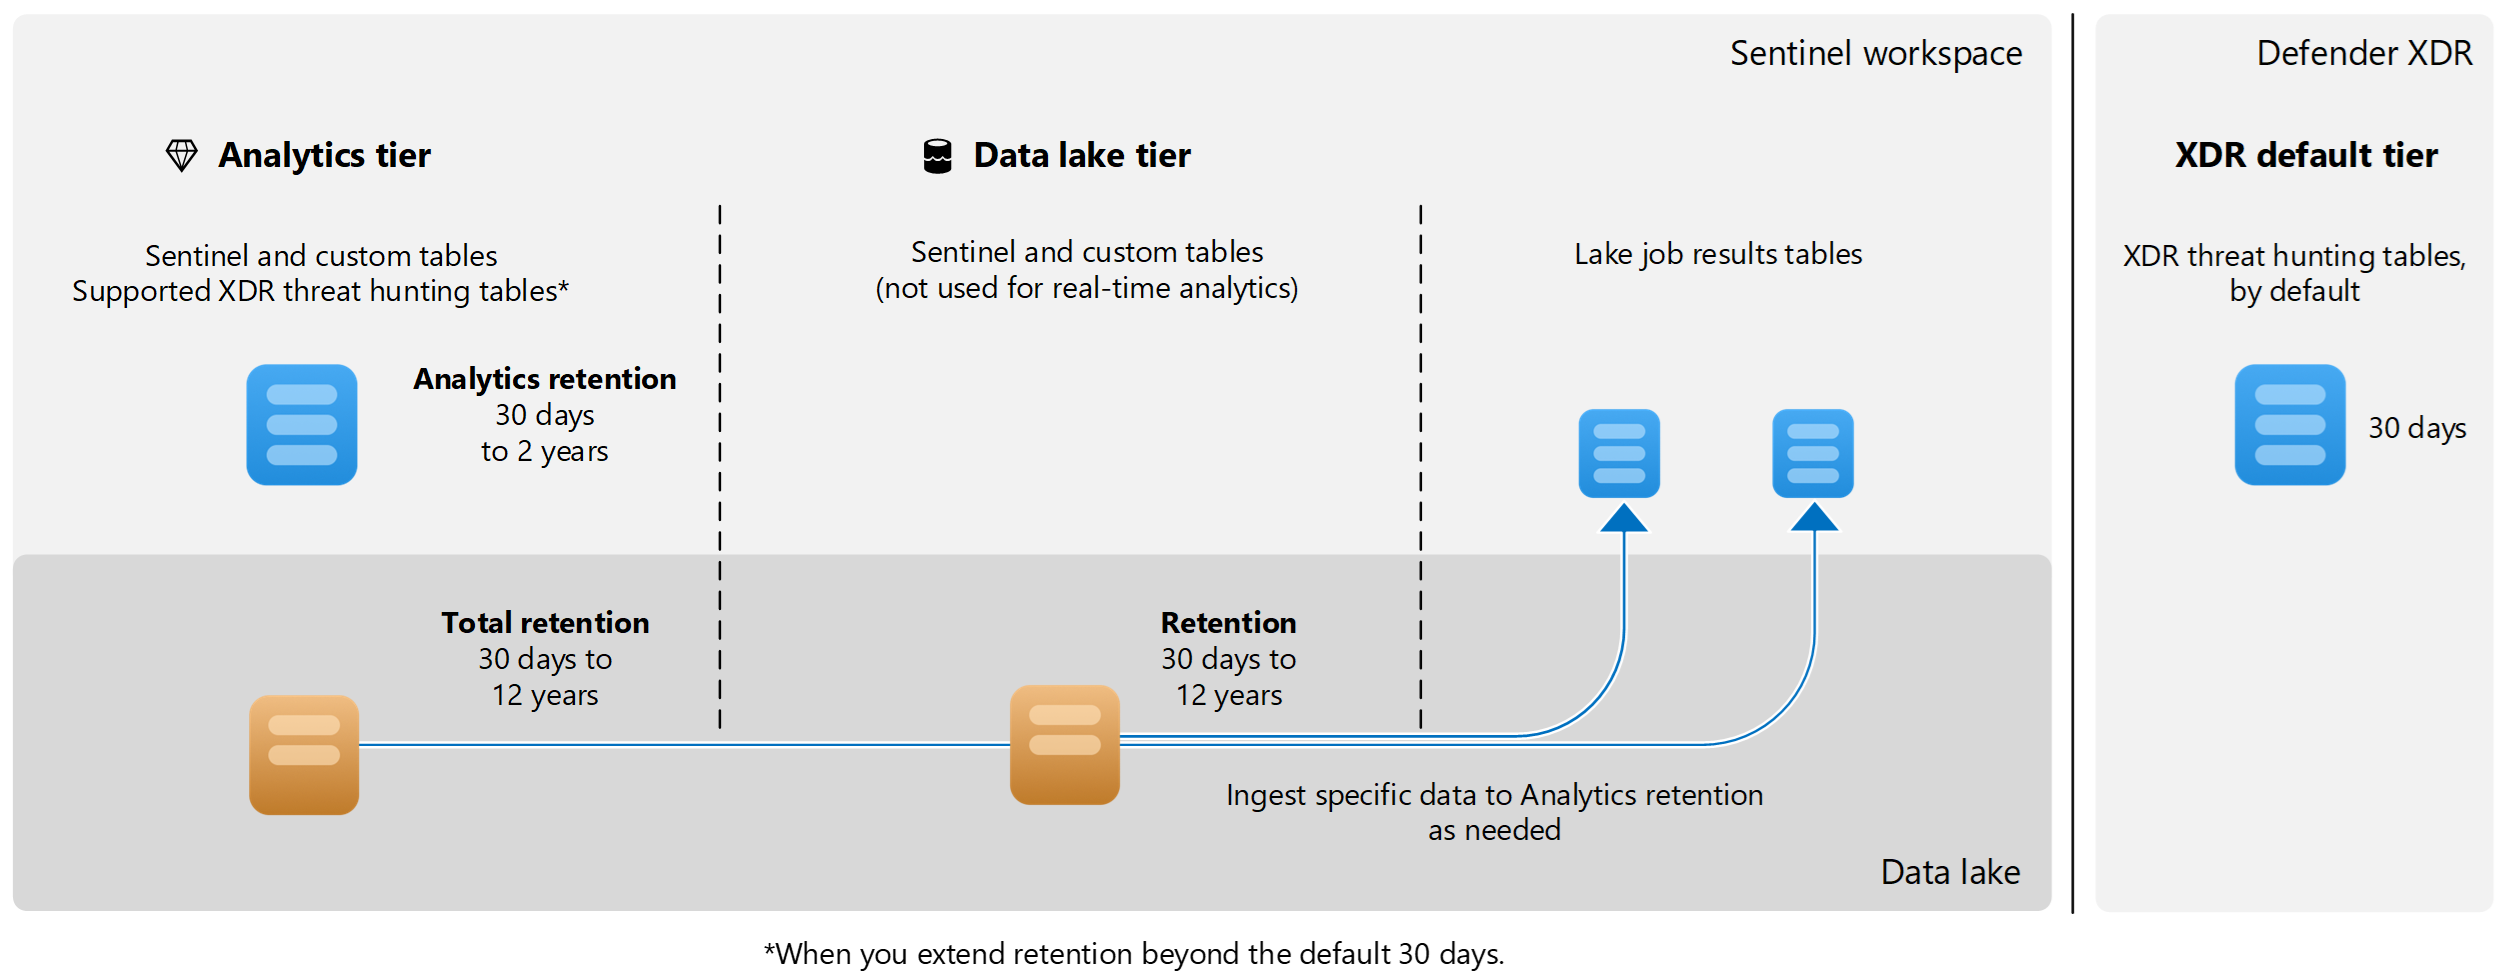 Sentinel workspace
Defender XDR
Analytics tier
Data lake tier
XDR default tier
Sentinel and custom tables
Supported XDR threat hunting tables*
Sentinel and custom tables
(not used for real-time analytics)
Lake job results tables
XDR threat hunting tables,
by default
Analytics retention
30 days
to 2 years
30 days
Total retention
30 days to
12 years
Retention
30 days to
12 years
Ingest specific data to Analytics retention
as needed
Data lake
*When you extend retention beyond the default 30 days.